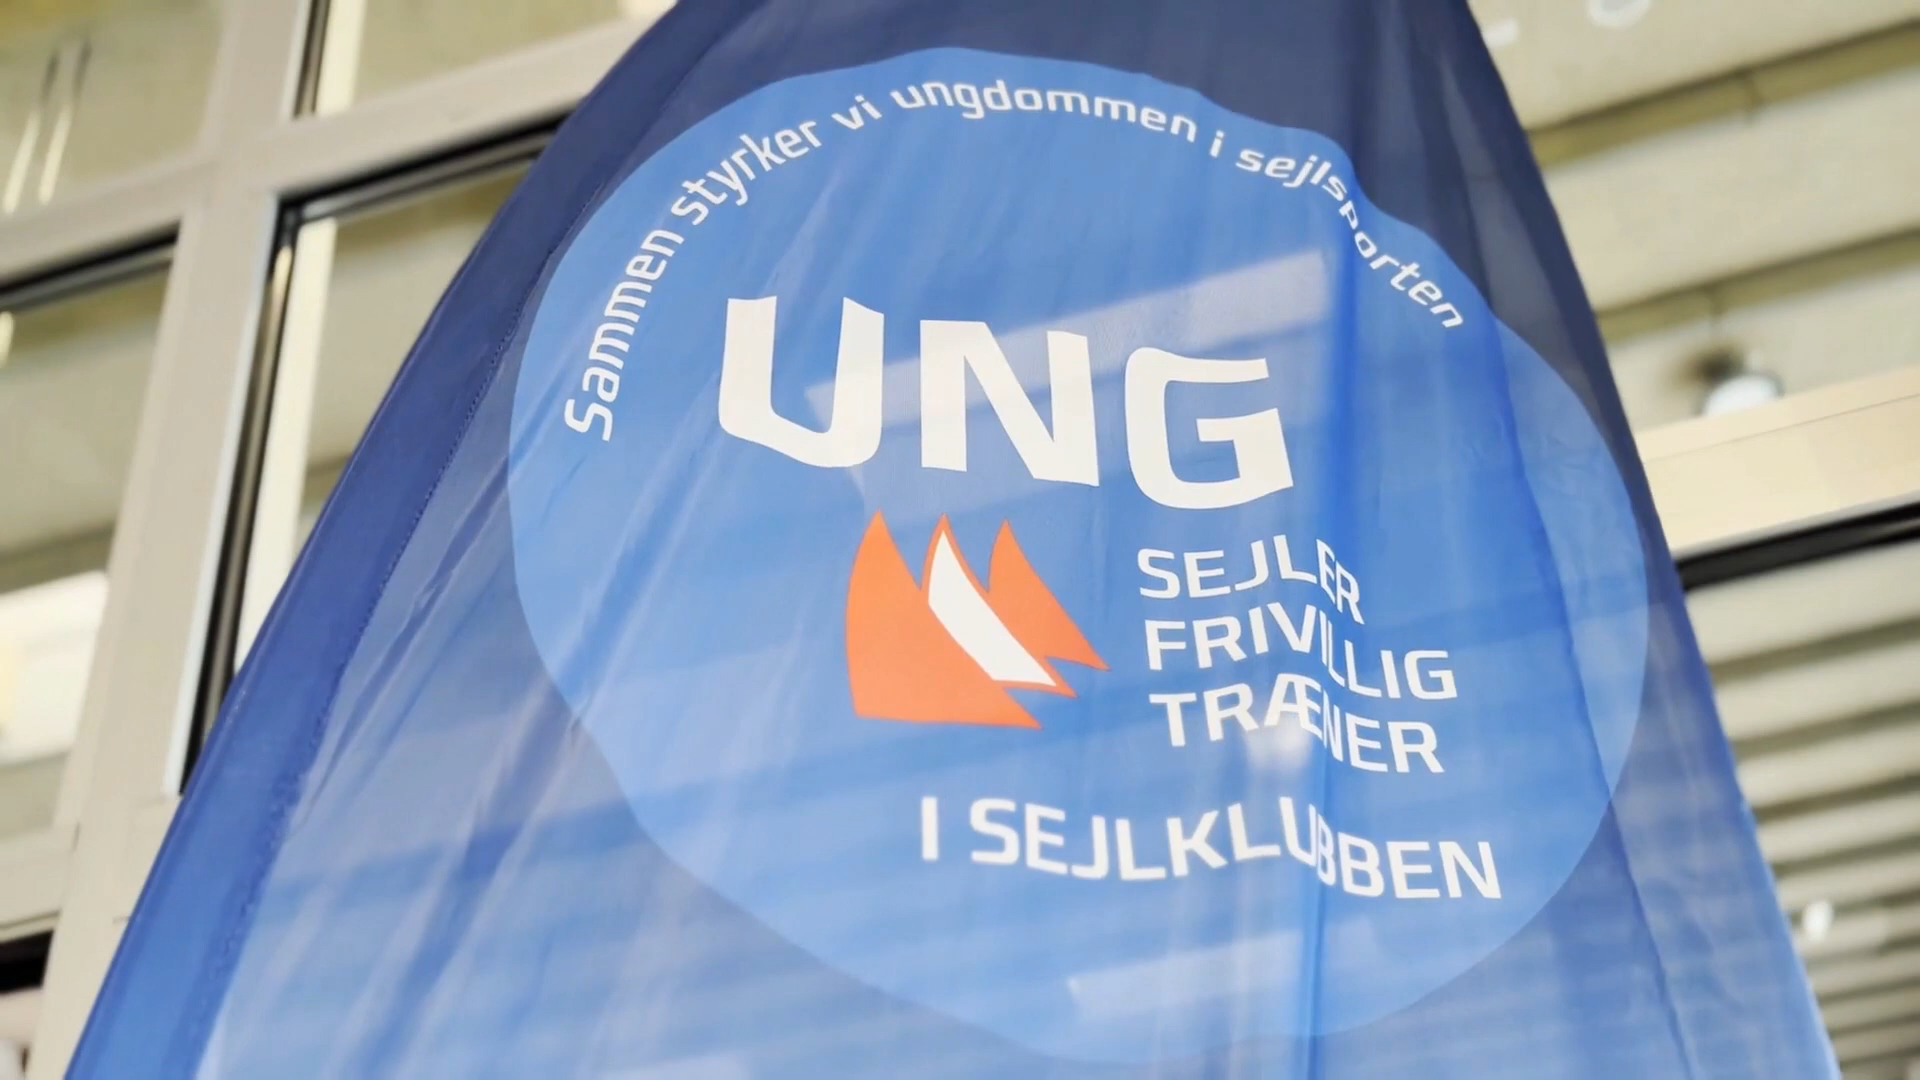 Sammen styrker vi ungdommen i sejlsporten
UNG
SEJLER
FRIVILLIG
TRÆNER
I SEJLKLUBBEN